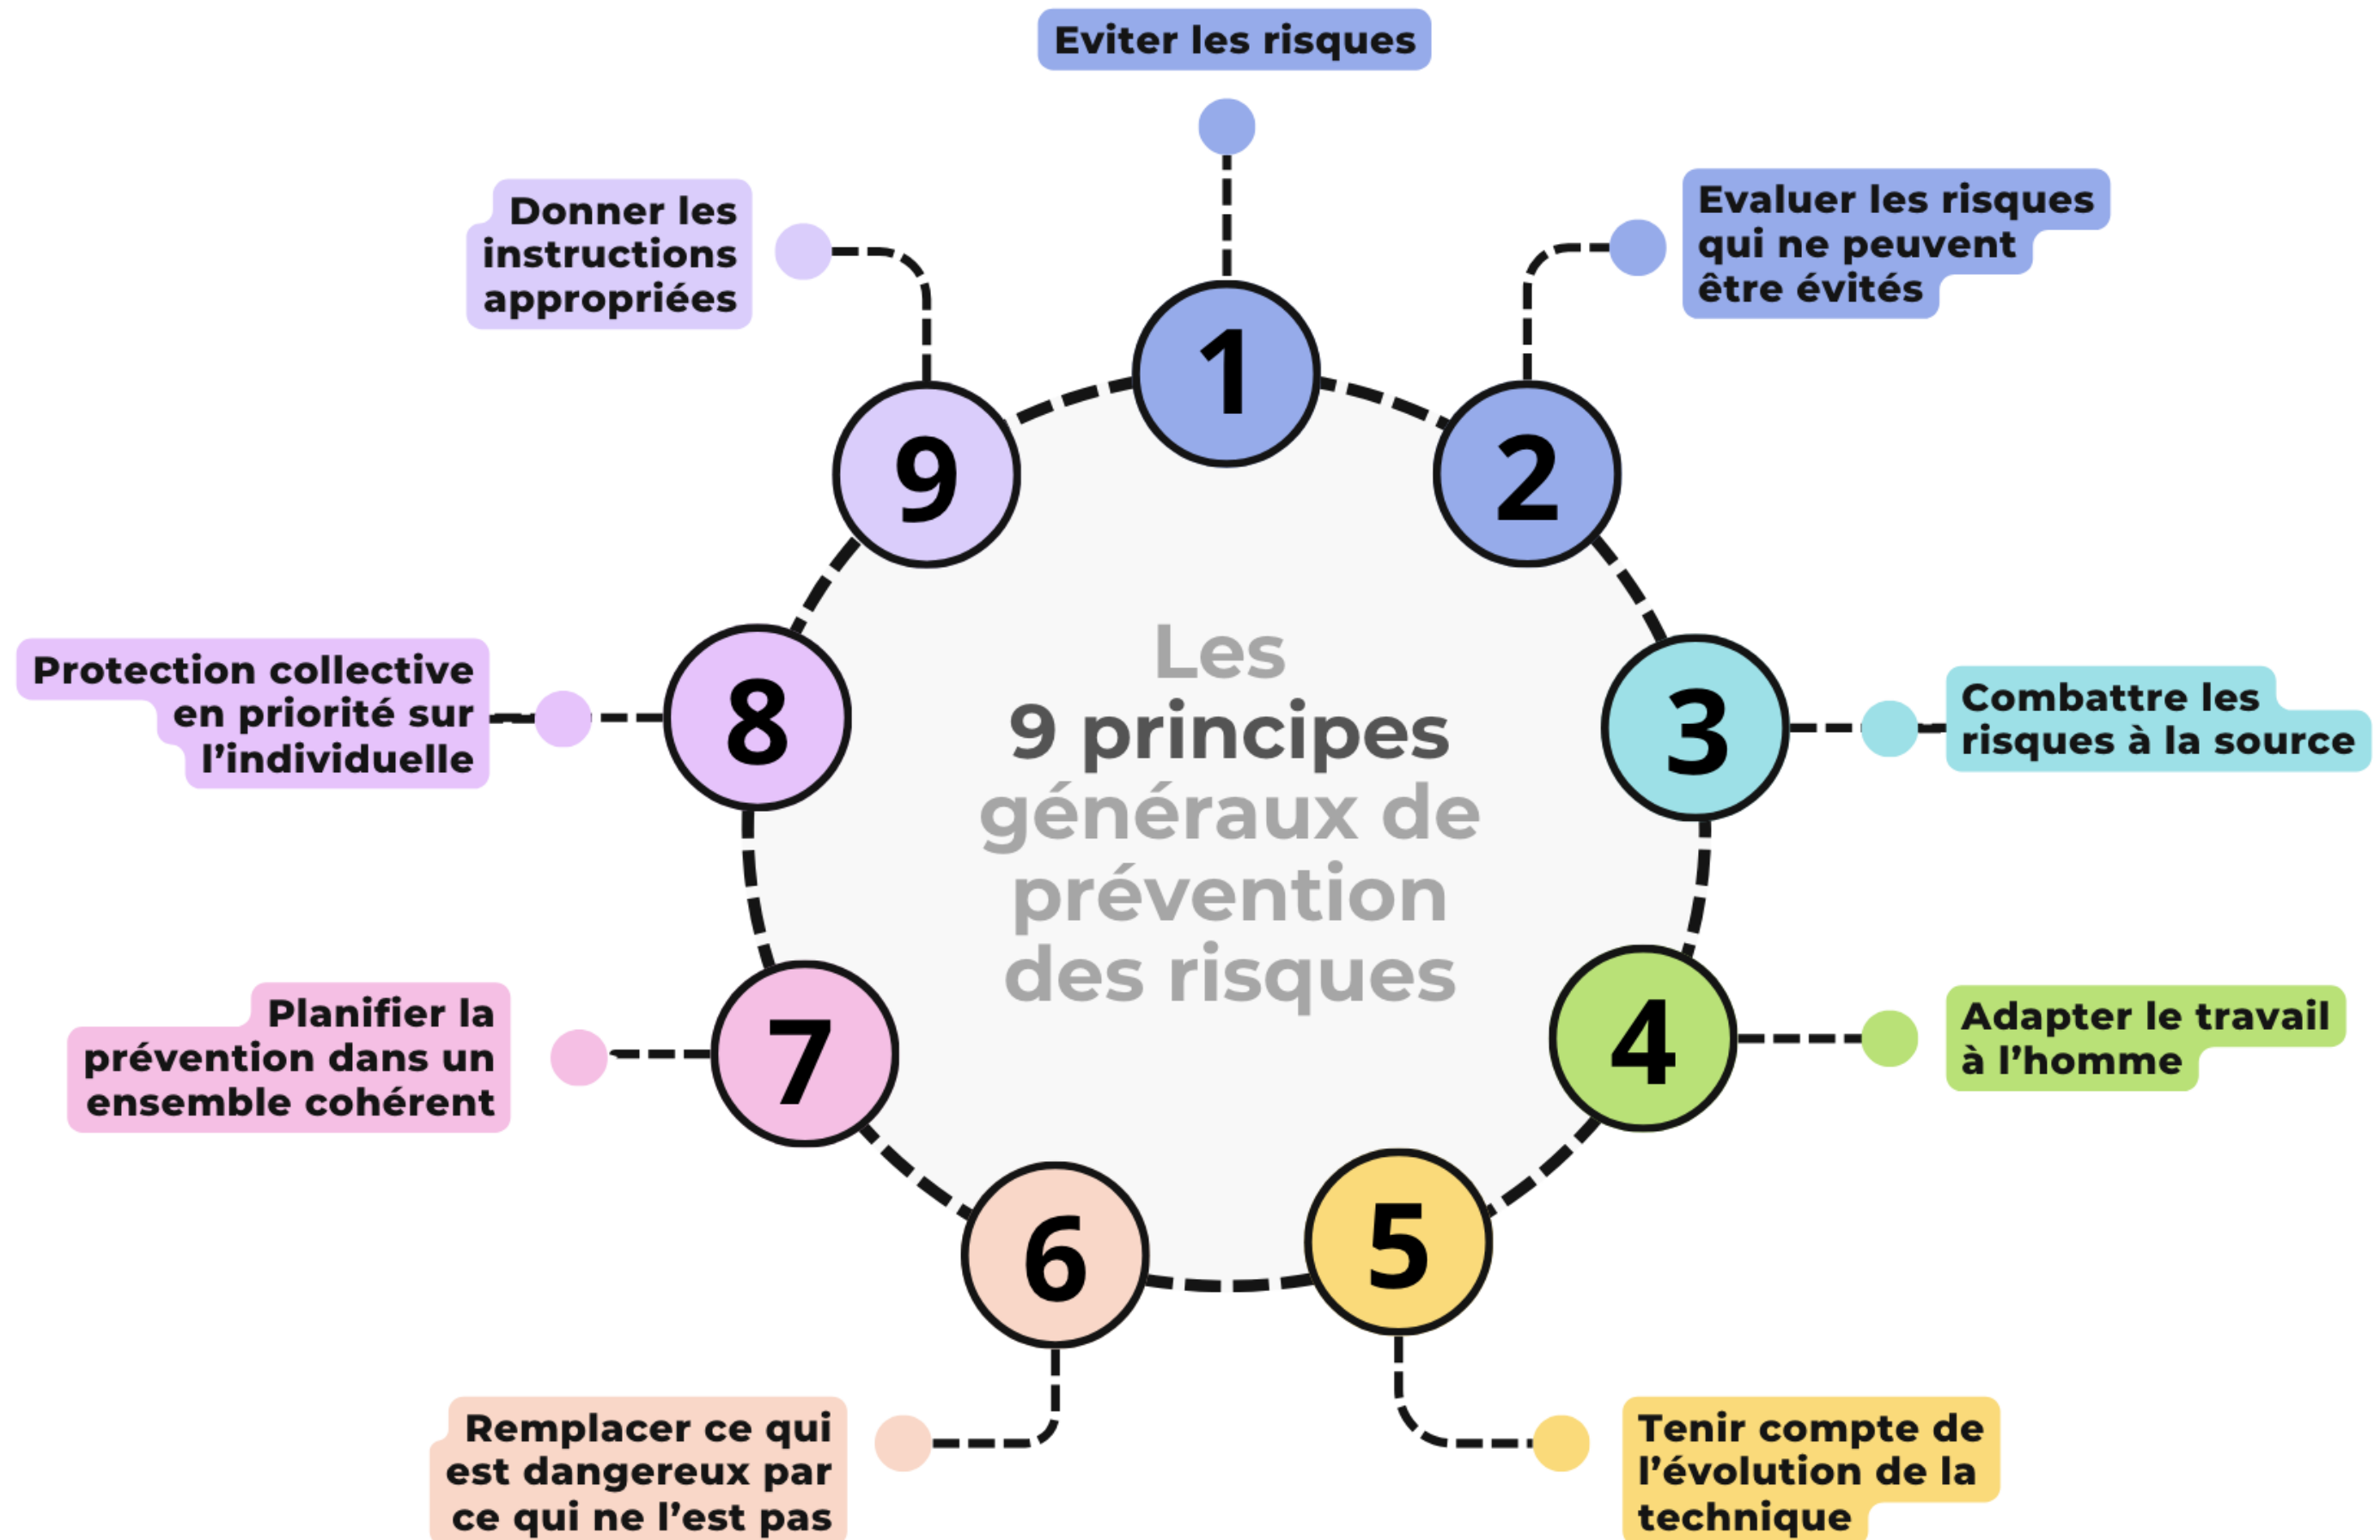 Eviter les risques
1
Evaluer les risques
qui ne peuvent
être évités
2
Combattre les
risques à la source
3
Adapter le travail
à l’homme
4
Tenir compte de
l’évolution de la
technique
5
Remplacer ce qui
est dangereux par
ce qui ne l’est pas
6
Planifier la
prévention dans un
ensemble cohérent
7
Protection collective
en priorité sur
l’individuelle
8
Donner les
instructions
appropriées
9
Les
9 principes
généraux de
prévention
des risques